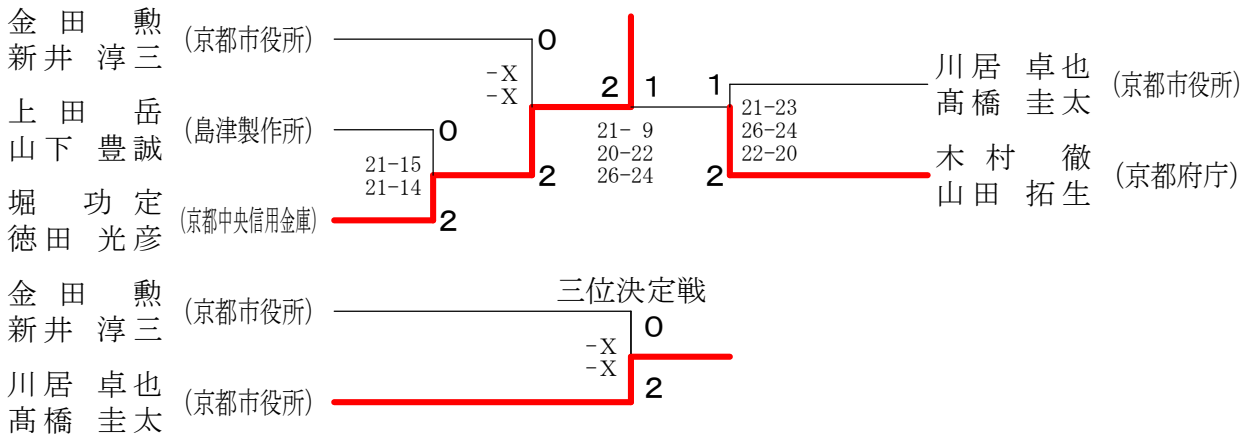 金田 勲
新井 淳三
(京都市役所)
0
-X
-X
上田 岳
山下 豊誠
(島津製作所)
0
21-15
21-14
2
堀 功定
徳田 光彦
(京都中央信用金庫)
2
2 1
21- 9
20-22
26-24
1
21-23
26-24
22-20
2
川居 卓也
髙橋 圭太
(京都市役所)
木村 徹
山田 拓生
(京都府庁)
三位決定戦
金田 勲
新井 淳三
(京都市役所)
0
-X
-X
2
川居 卓也
髙橋 圭太
(京都市役所)